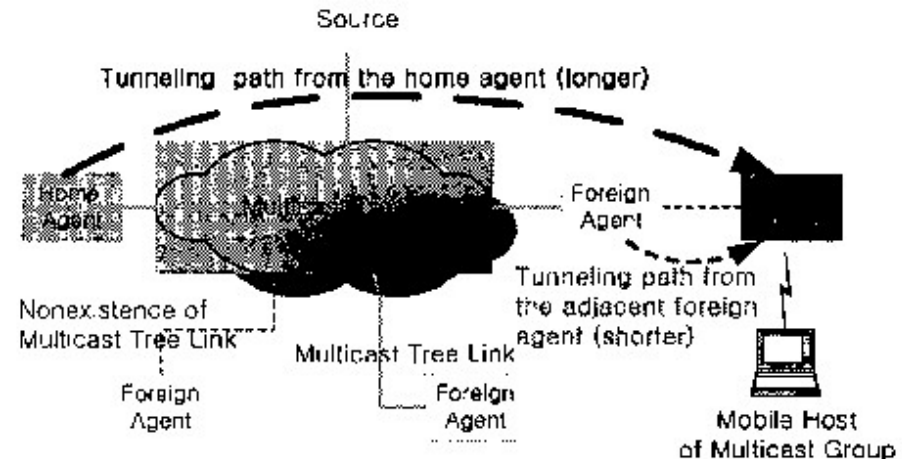 Source
Tunneling path from the home agent (longer)
Home
Agent
Foreign
Agent
Tunneling path from
the adjacent foreign
agent (shorter)
Nonexistence of
Multicast Tree Link
Multicast Tree Link
Foreign
Agent
Foreign
Agent
Mobile Host
of Multicast Group